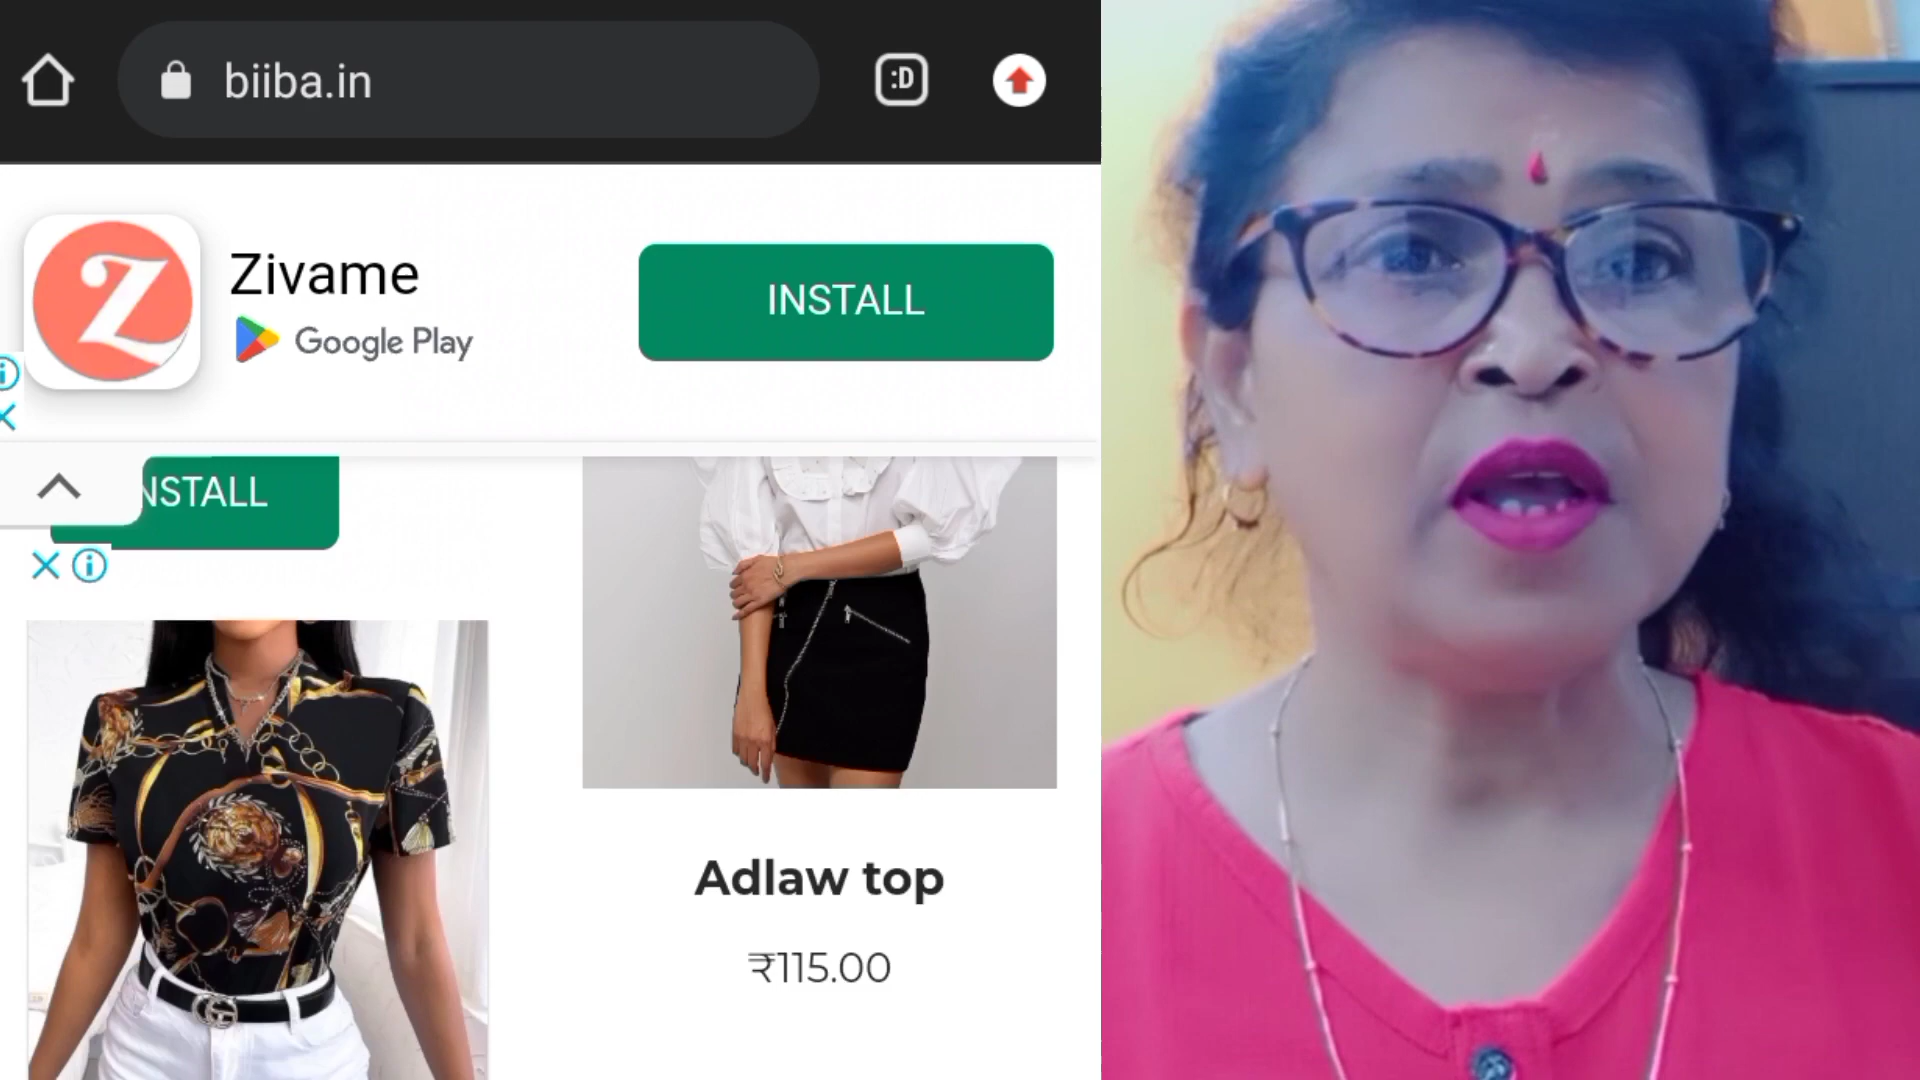 biiba.in
:D
Zivame
Google Play
INSTALL
NSTALL
Adlaw top
₹115.00